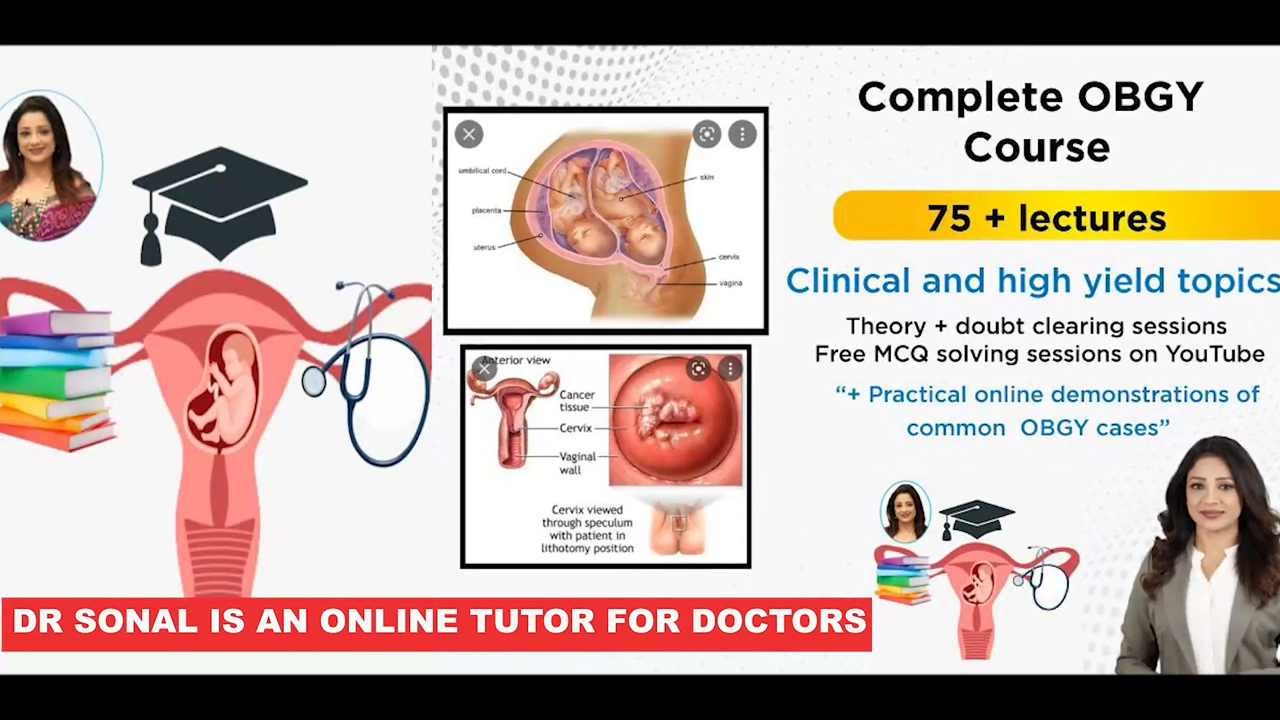 umbilical cord
placenta
uterus
skin
cervix
vagina
Anterior view
Cancer
tissue
Cervix
Vaginal
wall
Cervix viewed
through speculum
with patient in
lithotomy position
Complete OBGY
Course
75 + lectures
Clinical and high yield topics
Theory + doubt clearing sessions
Free MCQ solving sessions on YouTube
“+ Practical online demonstrations of
common OBGY cases”
DR SONAL IS AN ONLINE TUTOR FOR DOCTORS